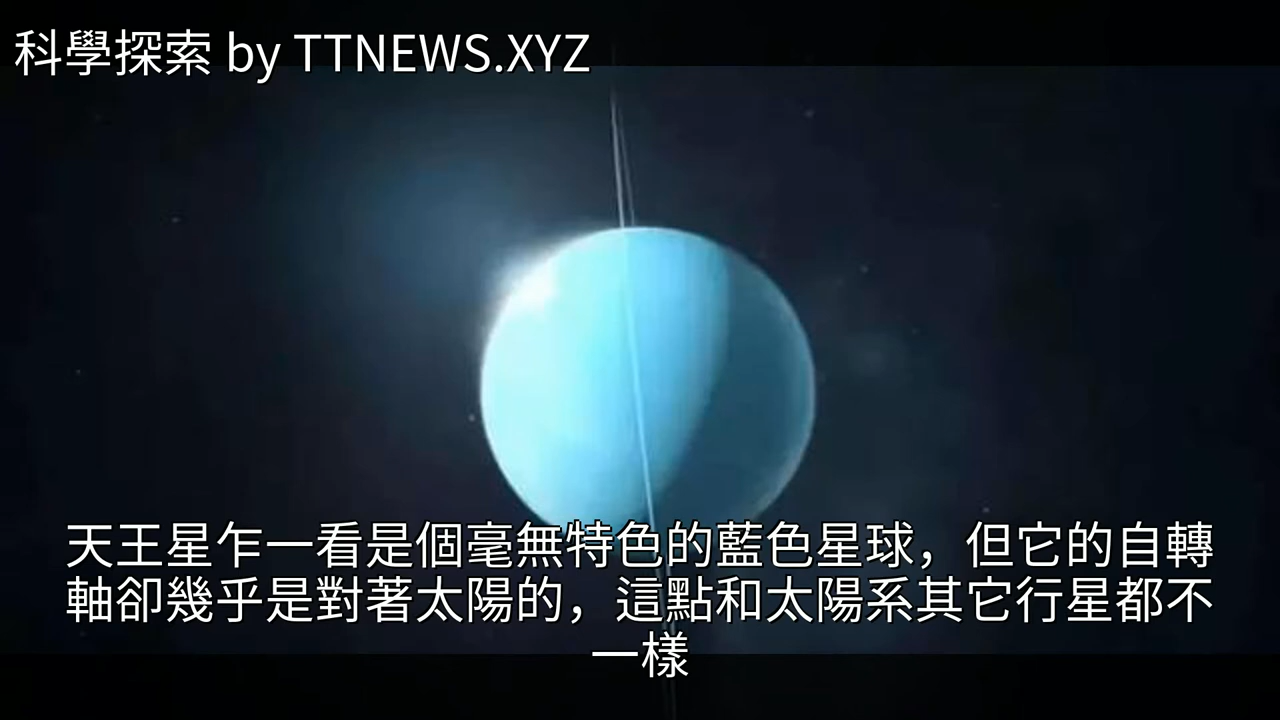 科學探索 by TTNEWS.XYZ
天王星乍一看是個毫無特色的藍色星球，但它的自轉
軸卻幾乎是對著太陽的，這點和太陽系其它行星都不
一樣